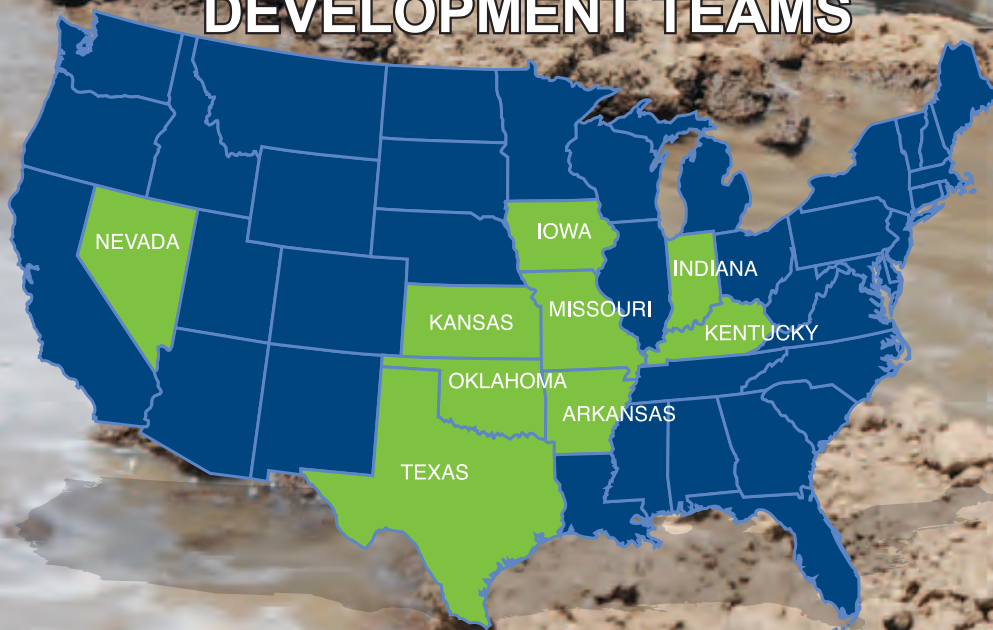 DEVELOPMENT TEAMS
NEVADA
IOWA
INDIANA
MISSOURI
KANSAS
KENTUCKY
OKLAHOMA
ARKANSAS
TEXAS